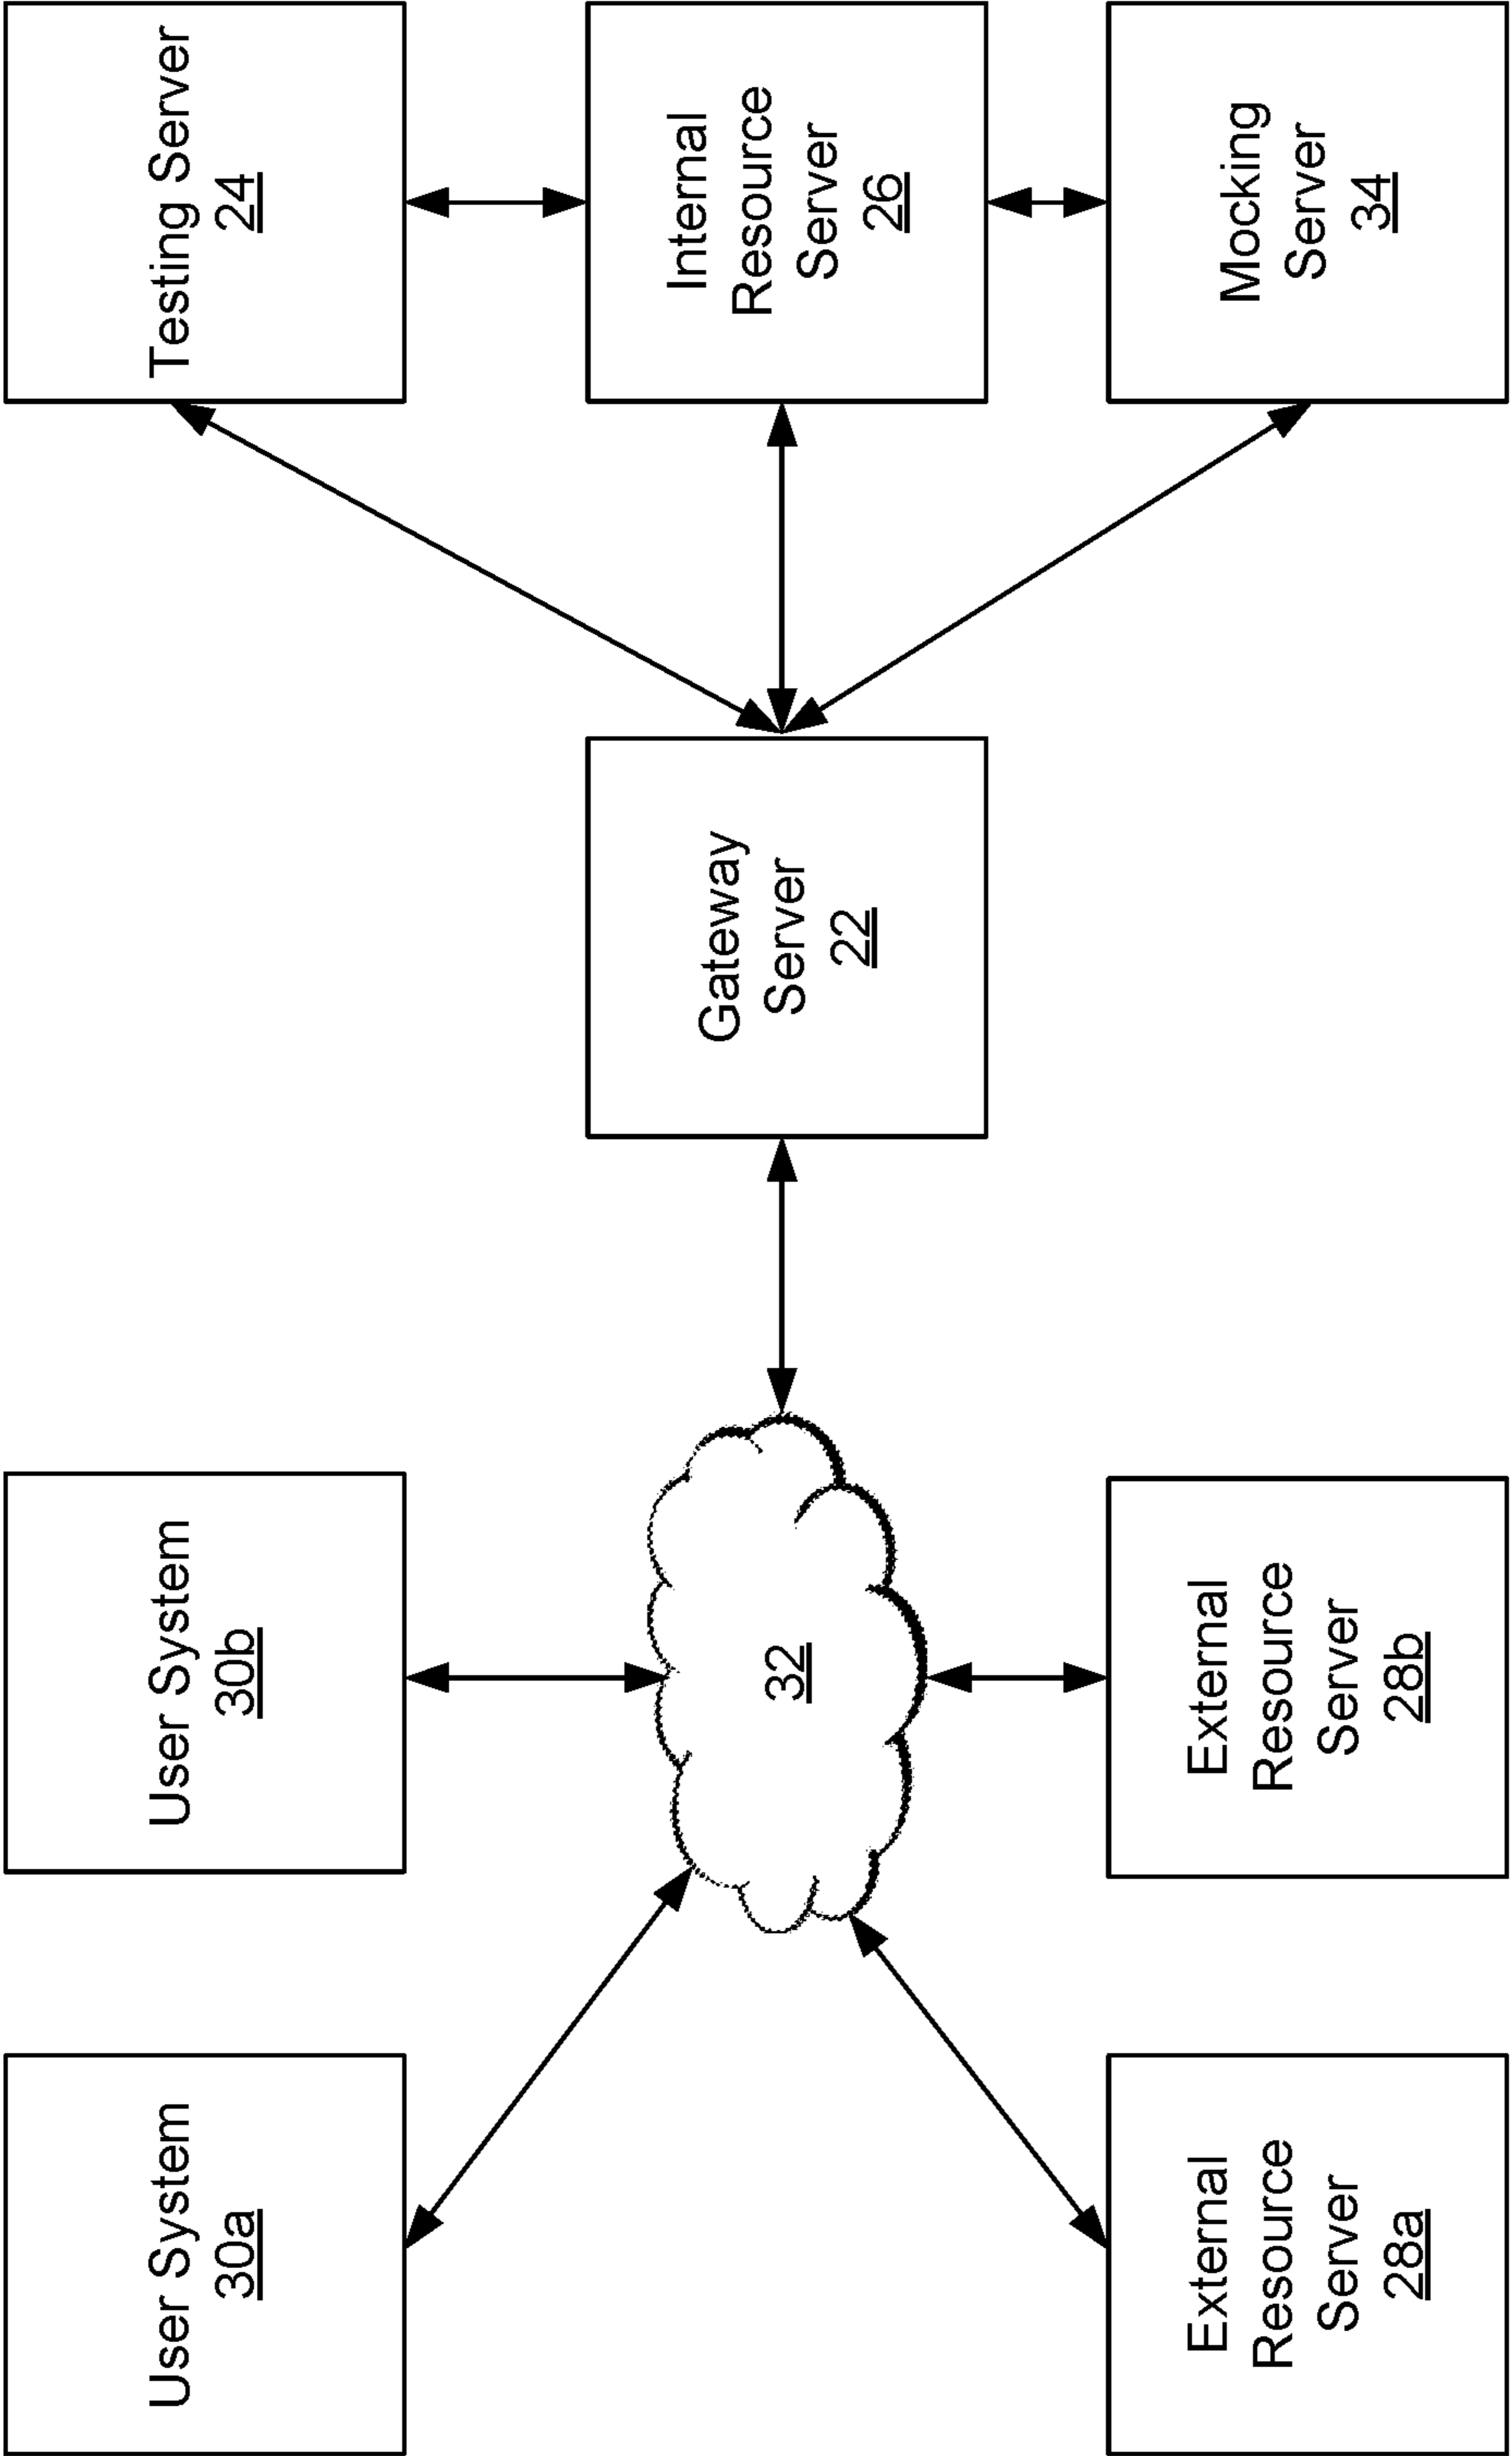 User System
30a
User System
30b
Testing Server
24
32
Gateway
Server
22
Internal
Resource
Server
26
External
Resource
Server
28a
External
Resource
Server
28b
Mocking
Server
34